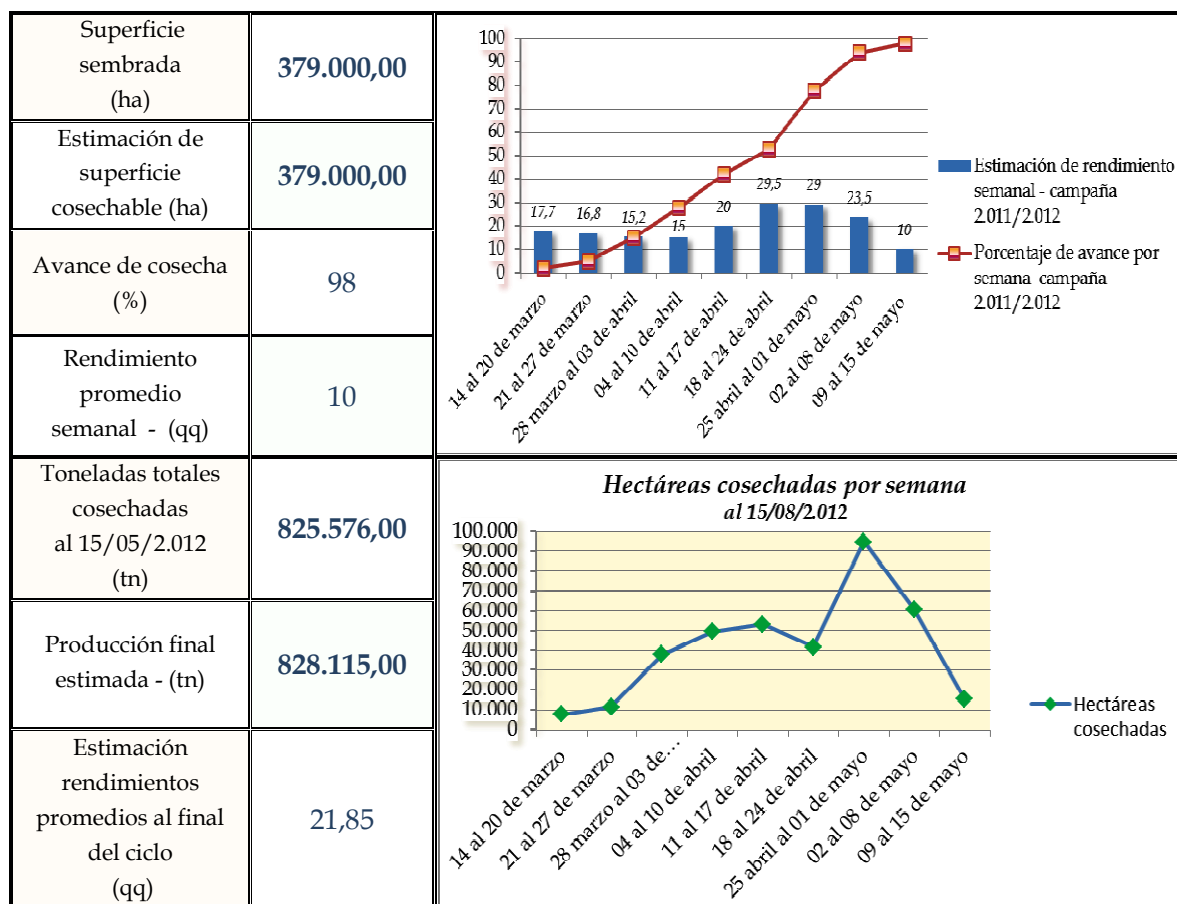 Superficie
sembrada
(ha)
379.000,00
Estimación de
superficie
cosechable (ha)
379.000,00
Avance de cosecha
(%)
98
Rendimiento
promedio
semanal - (qq)
10
Toneladas totales
cosechadas
al 15/05/2.012
(tn)
825.576,00
Producción final
estimada - (tn)
828.115,00
Estimación
rendimientos
promedios al final
del ciclo
(qq)
21,85
100
90
80
70
60
50
40
30
20
10
0
17,7
16,8
15,2
15
20
29,5
29
23,5
10
14 al 20 de marzo
21 al 27 de marzo
28 marzo al 03 de abril
04 al 10 de abril
11 al 17 de abril
18 al 24 de abril
25 abril al 01 de mayo
02 al 08 de mayo
09 al 15 de mayo
Estimación de rendimiento
semanal - campaña
2.011/2.012
Porcentaje de avance por
semana campaña
2.011/2.012
Hectáreas cosechadas por semana
al 15/08/2.012
100.000
90.000
80.000
70.000
60.000
50.000
40.000
30.000
20.000
10.000
0
14 al 20 de marzo
21 al 27 de marzo
28 marzo al 03 de...
04 al 10 de abril
11 al 17 de abril
18 al 24 de abril
25 abril al 01 de mayo
02 al 08 de mayo
09 al 15 de mayo
Hectáreas
cosechadas